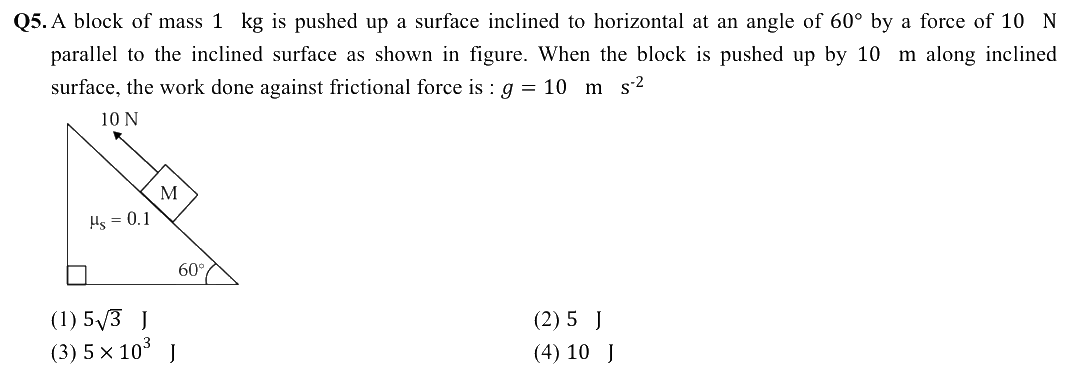 Q5. A block of mass 1 kg is pushed up a surface inclined to horizontal at an angle of 60° by a force of 10 N
parallel to the inclined surface as shown in figure. When the block is pushed up by 10 m along inclined
surface, the work done against frictional force is : g = 10 m s⁻²
10 N
M
μₛ = 0.1
60°
(1) 5√3 J (2) 5 J
(3) 5 × 10³ J (4) 10 J